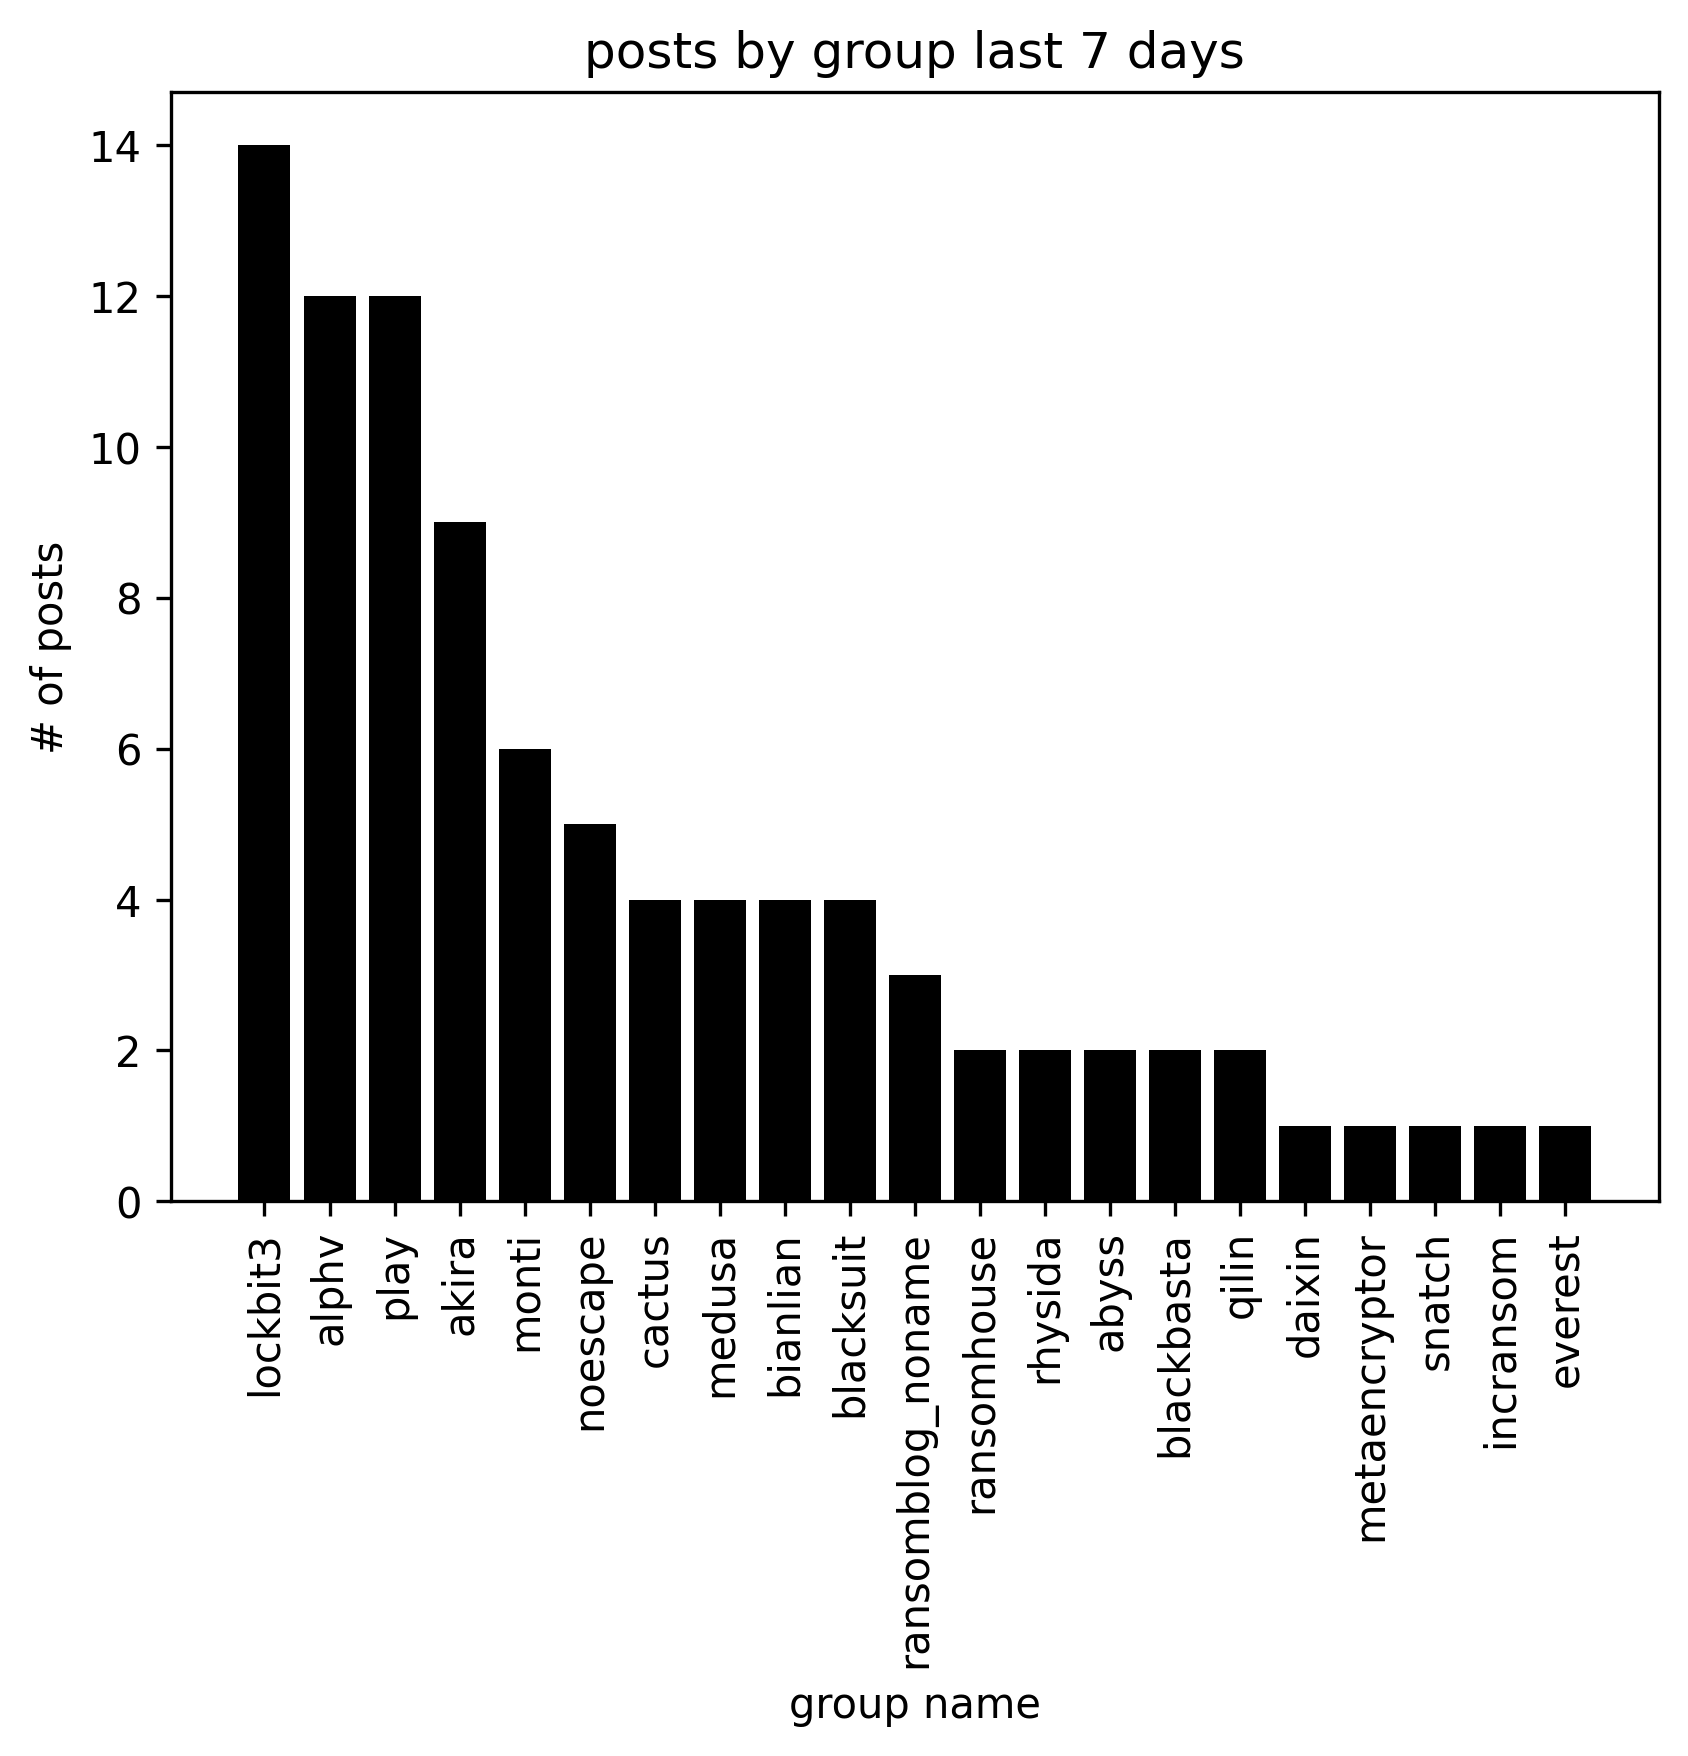 posts by group last 7 days
# of posts
14
12
10
8
6
4
2
0
lockbit3
alphv
play
akira
monti
noescape
cactus
medusa
bianlian
blacksuit
ransomblog_noname
ransomhouse
rhysida
abyss
blackbasta
qilin
daixin
metaencryptor
snatch
incransom
everest
group name